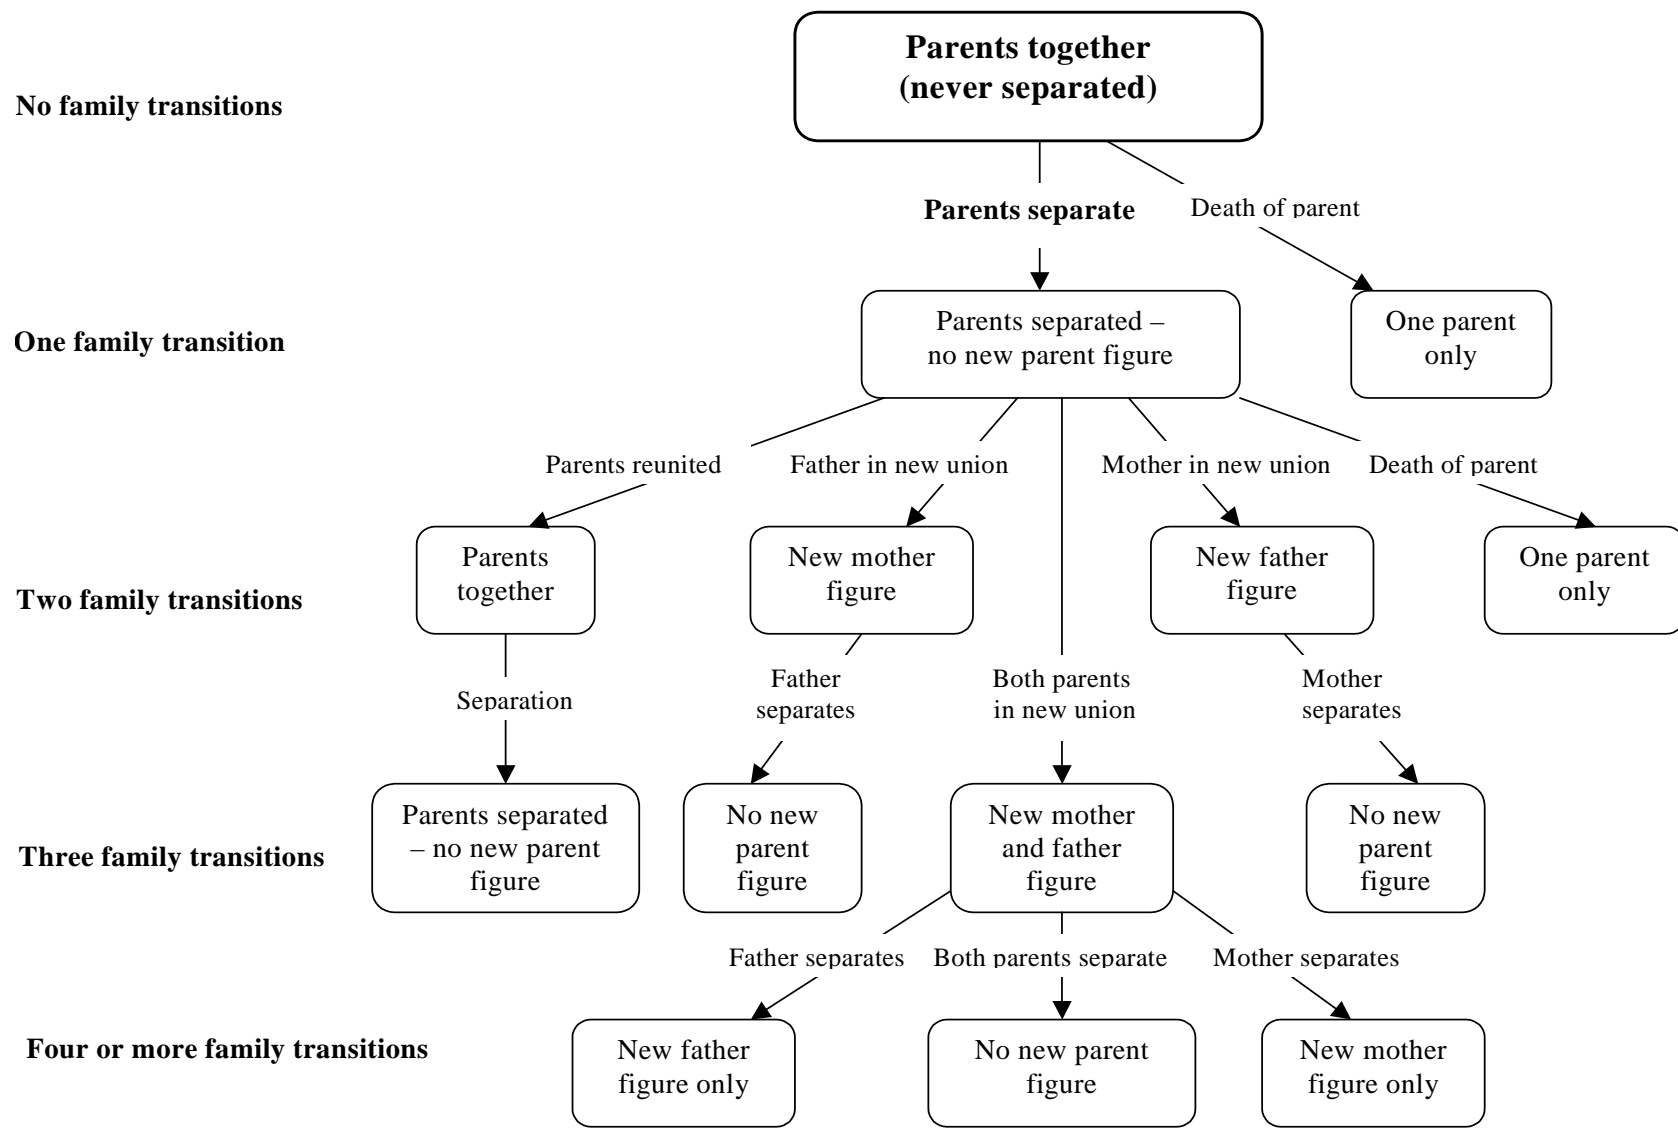 Parents together
(never separated)
No family transitions
Parents separate
Death of parent
One family transition
Parents separated –
no new parent figure
One parent
only
Parents reunited
Father in new union
Mother in new union
Death of parent
Two family transitions
Parents
together
New mother
figure
New father
figure
One parent
only
Separation
Father
separates
Both parents
in new union
Mother
separates
Three family transitions
Parents separated
– no new parent
figure
No new
parent
figure
New mother
and father
figure
No new
parent
figure
Father separates
Both parents separate
Mother separates
Four or more family transitions
New father
figure only
No new parent
figure
New mother
figure only